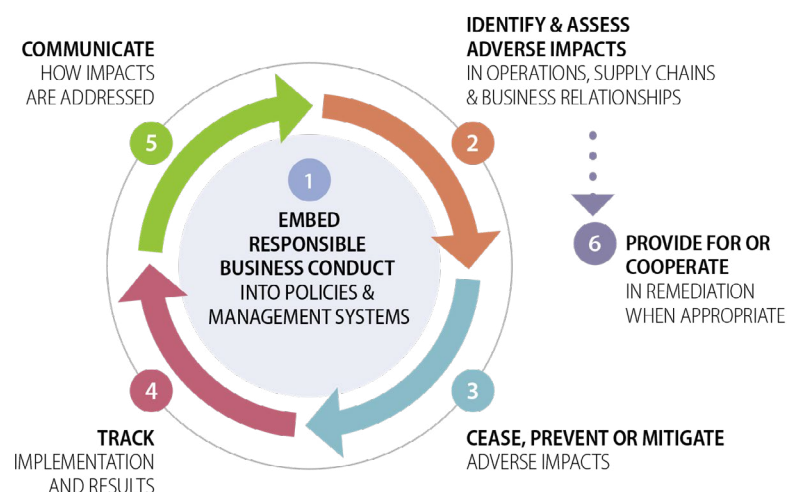 1
EMBED
RESPONSIBLE
BUSINESS CONDUCT
INTO POLICIES &
MANAGEMENT SYSTEMS
2
IDENTIFY & ASSESS
ADVERSE IMPACTS
IN OPERATIONS, SUPPLY CHAINS
& BUSINESS RELATIONSHIPS
3
CEASE, PREVENT OR MITIGATE
ADVERSE IMPACTS
4
TRACK
IMPLEMENTATION
AND RESULTS
5
COMMUNICATE
HOW IMPACTS
ARE ADDRESSED
6
PROVIDE FOR OR
COOPERATE
IN REMEDIATION
WHEN APPROPRIATE